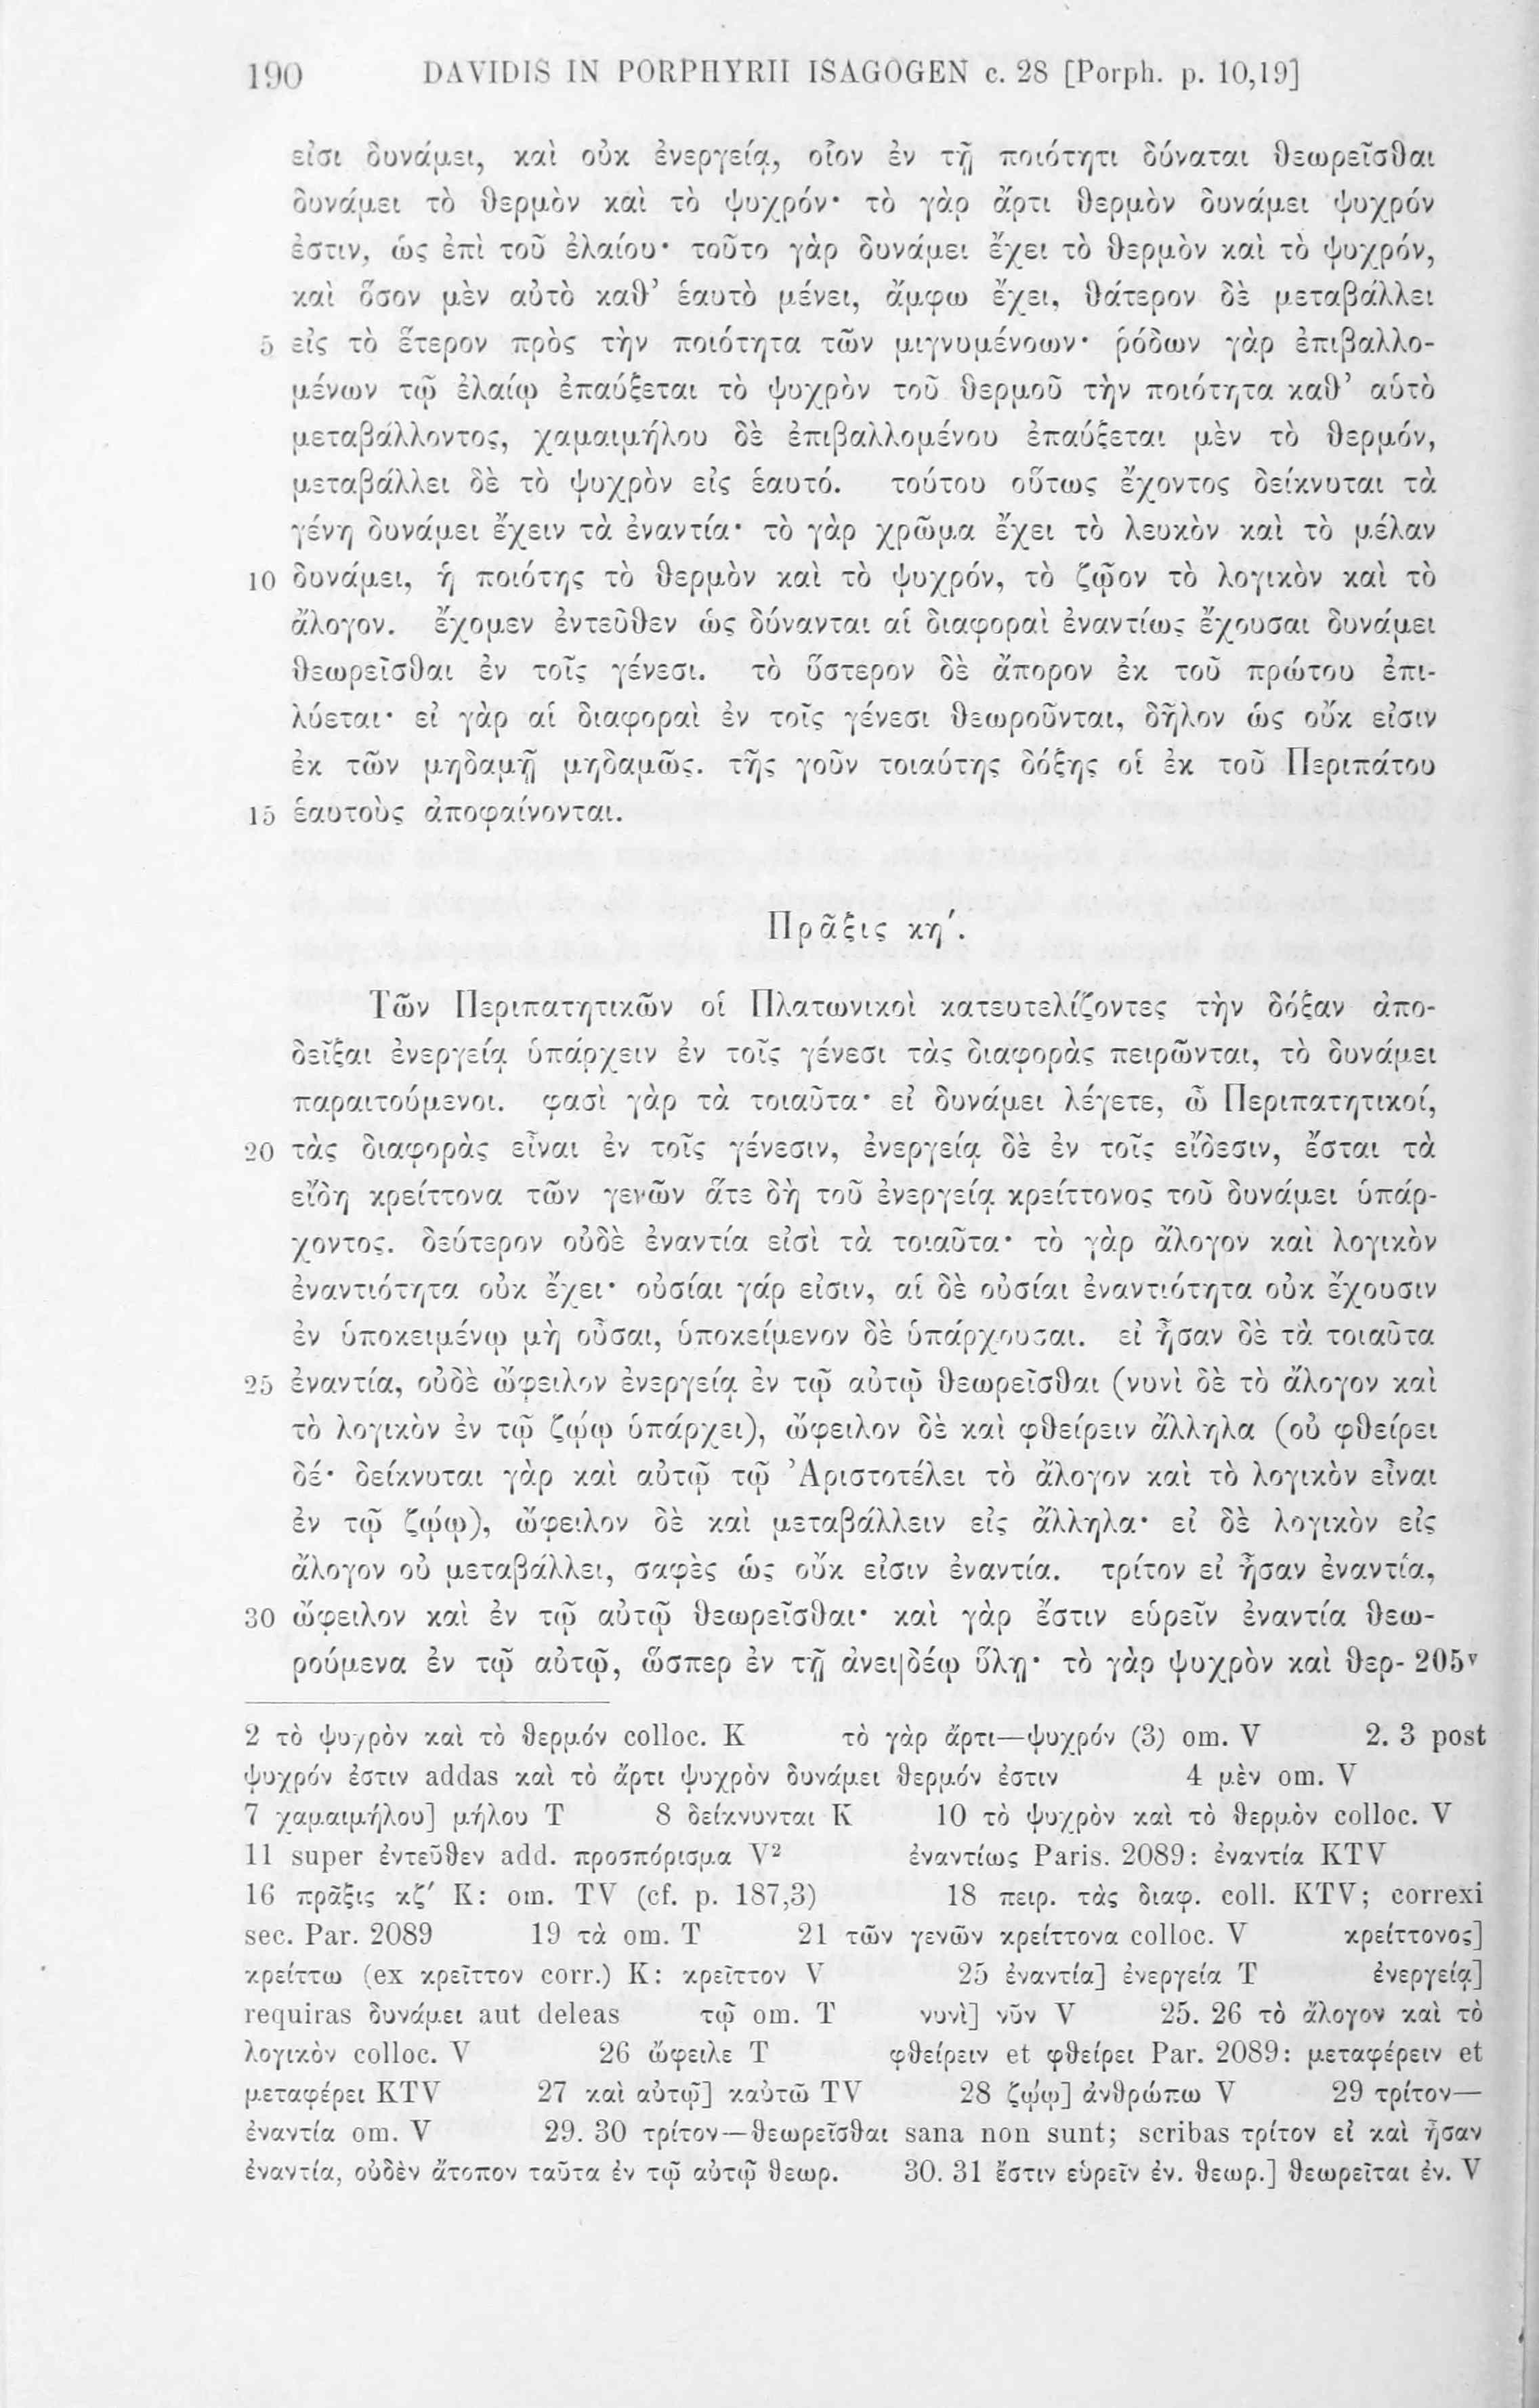 190 DAVIDIS IN PORPHYRII ISAGOGEN c. 28 [Porph. p. 10,19]
εἰσι δυνάμει, καὶ οὐκ ἐνεργείᾳ, οἷον ἐν τῇ ποιότητι δύναται θεωρεῖσθαι
δυνάμει τὸ θερμὸν καὶ τὸ ψυχρόν· τὸ γὰρ ἄρτι θερμὸν δυνάμει ψυχρόν
ἐστιν, ὡς ἐπὶ τοῦ ἐλαίου· τοῦτο γὰρ δυνάμει ἔχει τὸ θερμὸν καὶ τὸ ψυχρόν,
καὶ ὅσον μὲν αὐτὸ καθ’ ἑαυτὸ μένει, ἄμφω ἔχει, θάτερον δὲ μεταβάλλει
5 εἰς τὸ ἕτερον πρὸς τὴν ποιότητα τῶν μιγνυμένοων· ῥόδων γὰρ ἐπιβαλλο-
μένων τῷ ἐλαίῳ ἐπαύξεται τὸ ψυχρὸν τοῦ θερμοῦ τὴν ποιότητα καθ’ αὑτὸ
μεταβάλλοντος, χαμαιμήλου δὲ ἐπιβαλλομένου ἐπαύξεται μὲν τὸ θερμόν,
μεταβάλλει δὲ τὸ ψυχρὸν εἰς ἑαυτό. τούτου οὕτως ἔχοντος δείκνυται τὰ
γένη δυνάμει ἔχειν τὰ ἐναντία· τὸ γὰρ χρῶμα ἔχει τὸ λευκὸν καὶ τὸ μέλαν
10 δυνάμει, ἡ ποιότης τὸ θερμὸν καὶ τὸ ψυχρόν, τὸ ζῷον τὸ λογικὸν καὶ τὸ
ἄλογον. ἔχομεν ἐντεῦθεν ὡς δύνανται αἱ διαφοραὶ ἐναντίως ἔχουσαι δυνάμει
θεωρεῖσθαι ἐν τοῖς γένεσι. τὸ ὕστερον δὲ ἄπορον ἐκ τοῦ πρώτου ἐπι-
λύεται· εἰ γὰρ αἱ διαφοραὶ ἐν τοῖς γένεσι θεωροῦνται, δῆλον ὡς οὔκ εἰσιν
ἐκ τῶν μηδαμῇ μηδαμῶς. τῆς γοῦν τοιαύτης δόξης οἱ ἐκ τοῦ Περιπάτου
15 ἑαυτοὺς ἀποφαίνονται.
Πρᾶξις κη′.
Τῶν Περιπατητικῶν οἱ Πλατωνικοὶ κατευτελίζοντες τὴν δόξαν ἀπο-
δεῖξαι ἐνεργείᾳ ὑπάρχειν ἐν τοῖς γένεσι τὰς διαφορὰς πειρῶνται, τὸ δυνάμει
παραιτούμενοι. φασὶ γὰρ τὰ τοιαῦτα· εἰ δυνάμει λέγετε, ὦ Περιπατητικοί,
20 τὰς διαφορὰς εἶναι ἐν τοῖς γένεσιν, ἐνεργείᾳ δὲ ἐν τοῖς εἴδεσιν, ἔσται τὰ
εἴδη κρείττονα τῶν γενῶν ἅτε δὴ τοῦ ἐνεργείᾳ κρείττονος τοῦ δυνάμει ὑπάρ-
χοντος. δεύτερον οὐδὲ ἐναντία εἰσὶ τὰ τοιαῦτα· τὸ γὰρ ἄλογον καὶ λογικὸν
ἐναντιότητα οὐκ ἔχει· οὐσίαι γάρ εἰσιν, αἱ δὲ οὐσίαι ἐναντιότητα οὐκ ἔχουσιν
ἐν ὑποκειμένῳ μὴ οὖσαι, ὑποκείμενον δὲ ὑπάρχουσαι. εἰ ἦσαν δὲ τὰ τοιαῦτα
25 ἐναντία, οὐδὲ ὤφειλον ἐνεργείᾳ ἐν τῷ αὐτῷ θεωρεῖσθαι (νυνὶ δὲ τὸ ἄλογον καὶ
τὸ λογικὸν ἐν τῷ ζῴῳ ὑπάρχει), ὤφειλον δὲ καὶ φθείρειν ἄλληλα (οὐ φθείρει
δέ· δείκνυται γὰρ καὶ αὐτῷ τῷ Ἀριστοτέλει τὸ ἄλογον καὶ τὸ λογικὸν εἶναι
ἐν τῷ ζῴῳ), ὤφειλον δὲ καὶ μεταβάλλειν εἰς ἄλληλα· εἰ δὲ λογικὸν εἰς
ἄλογον οὐ μεταβάλλει, σαφὲς ὡς οὔκ εἰσιν ἐναντία. τρίτον εἰ ἦσαν ἐναντία,
30 ὤφειλον καὶ ἐν τῷ αὐτῷ θεωρεῖσθαι· καὶ γὰρ ἔστιν εὑρεῖν ἐναντία θεω-
ρούμενα ἐν τῷ αὐτῷ, ὥσπερ ἐν τῇ ἀνει|δέῳ ὕλῃ· τὸ γὰρ ψυχρὸν καὶ θερ- 205ᵛ
2 τὸ ψυχρὸν καὶ τὸ θερμόν colloc. K τὸ γὰρ ἄρτι—ψυχρόν (3) om. V 2. 3 post
ψυχρόν ἐστιν addas καὶ τὸ ἄρτι ψυχρὸν δυνάμει θερμόν ἐστιν 4 μὲν om. V
7 χαμαιμήλου] μήλου T 8 δείκνυνται K 10 τὸ ψυχρὸν καὶ τὸ θερμὸν colloc. V
11 super ἐντεῦθεν add. προσπόρισμα V² ἐναντίως Paris. 2089: ἐναντία KTV
16 πρᾶξις κζ′ K: om. TV (cf. p. 187,3) 18 πειρ. τὰς διαφ. coll. KTV; correxi
sec. Par. 2089 19 τὰ om. T 21 τῶν γενῶν κρείττονα colloc. V κρείττονος]
κρείττω (ex κρεῖττον corr.) K: κρεῖττον V 25 ἐναντία] ἐνεργεία T ἐνεργείᾳ]
requiras δυνάμει aut deleas τῷ om. T νυνὶ] νῦν V 25. 26 τὸ ἄλογον καὶ τὸ
λογικὸν colloc. V 26 ὤφειλε T φθείρειν et φθείρει Par. 2089: μεταφέρειν et
μεταφέρει KTV 27 καὶ αὐτῷ] καὐτῶ TV 28 ζῴῳ] ἀνθρώπω V 29 τρίτον—
ἐναντία om. V 29. 30 τρίτον—θεωρεῖσθαι sana non sunt; scribas τρίτον εἰ καὶ ἦσαν
ἐναντία, οὐδὲν ἄτοπον ταῦτα ἐν τῷ αὐτῷ θεωρ. 30. 31 ἔστιν εὑρεῖν ἐν. θεωρ.] θεωρεῖται ἐν. V